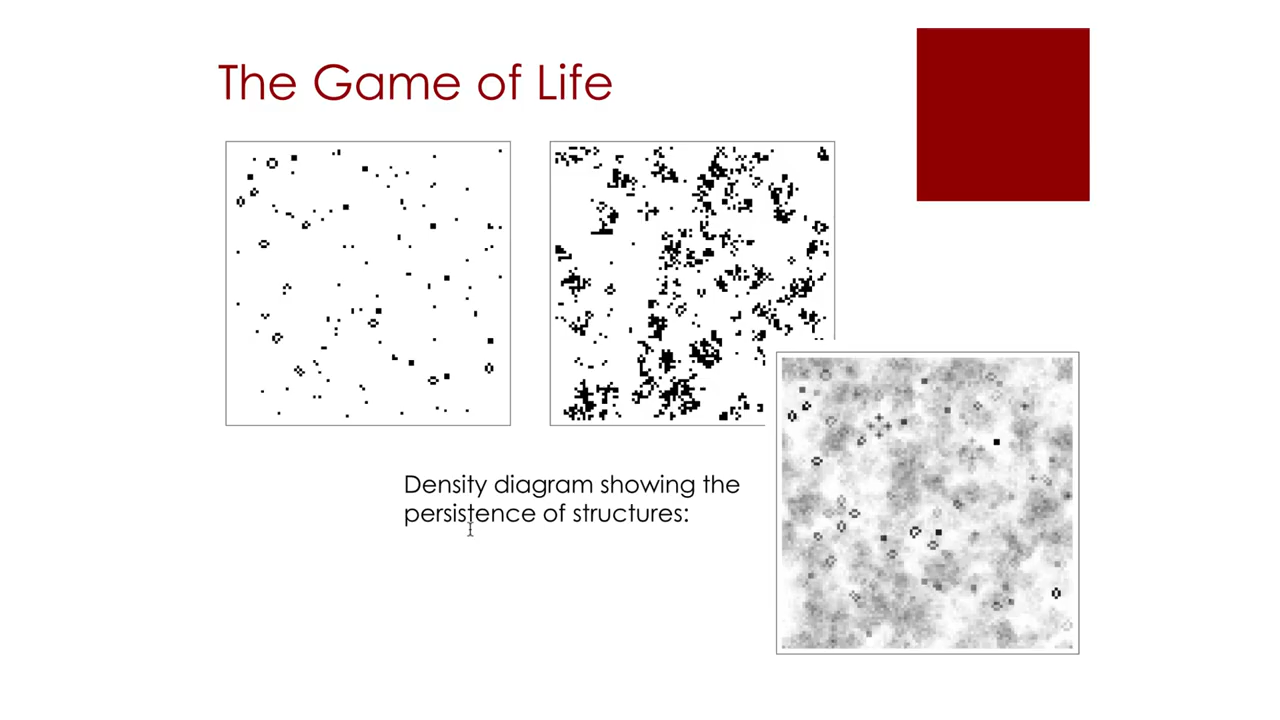 The Game of Life
Density diagram showing the
persistence of structures: